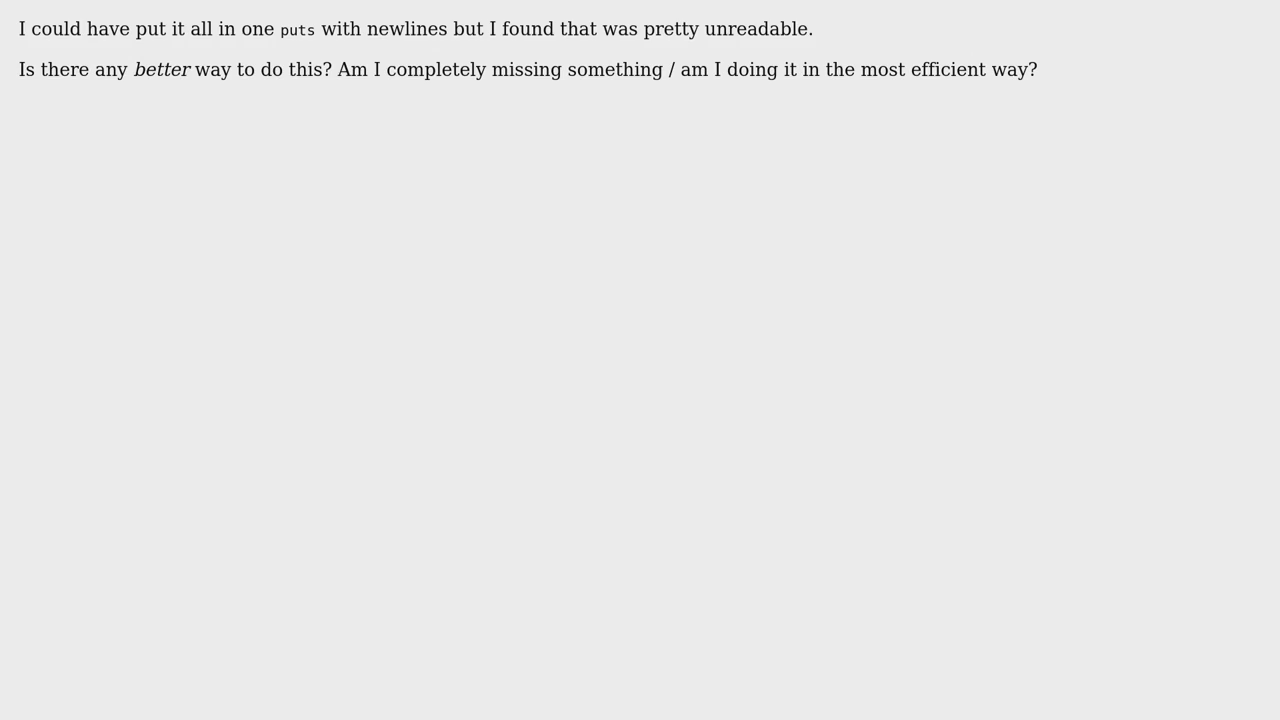 I could have put it all in one puts with newlines but I found that was pretty unreadable.
Is there any better way to do this? Am I completely missing something / am I doing it in the most efficient way?